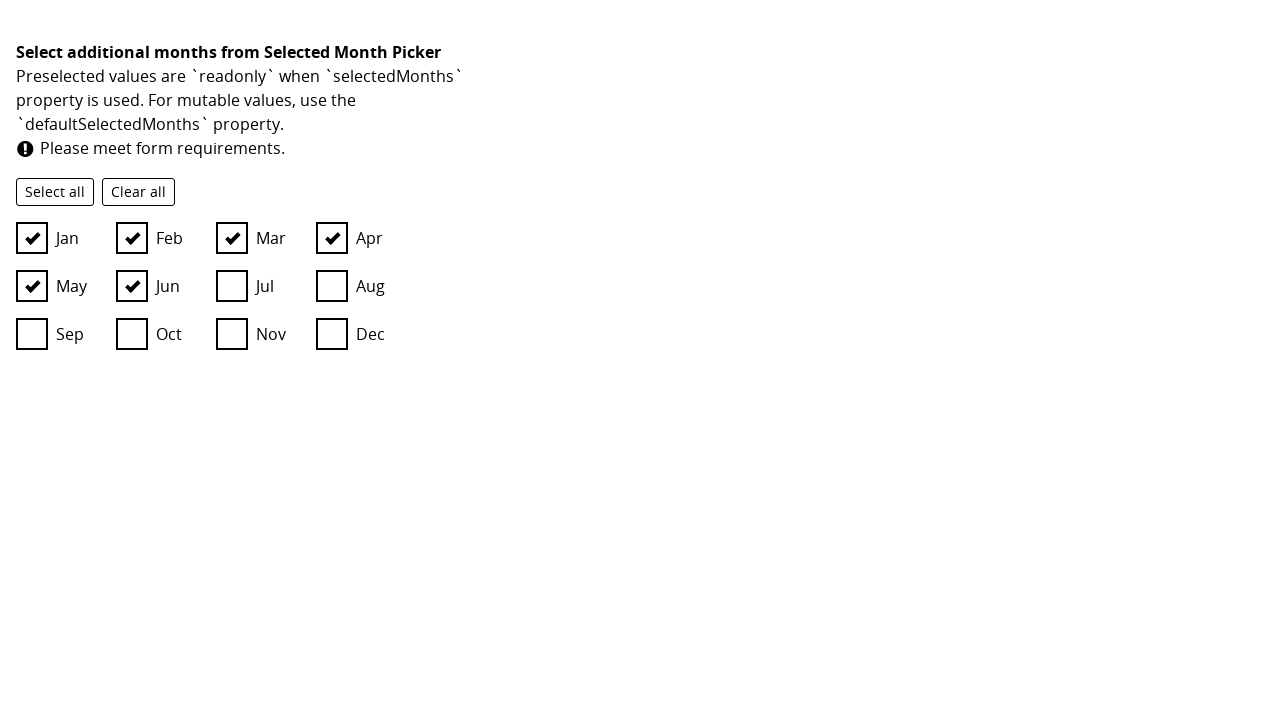 Select additional months from Selected Month Picker
Preselected values are `readonly` when `selectedMonths`
property is used. For mutable values, use the
`defaultSelectedMonths` property.
Please meet form requirements.
Select all Clear all
Jan Feb Mar Apr
May Jun Jul Aug
Sep Oct Nov Dec